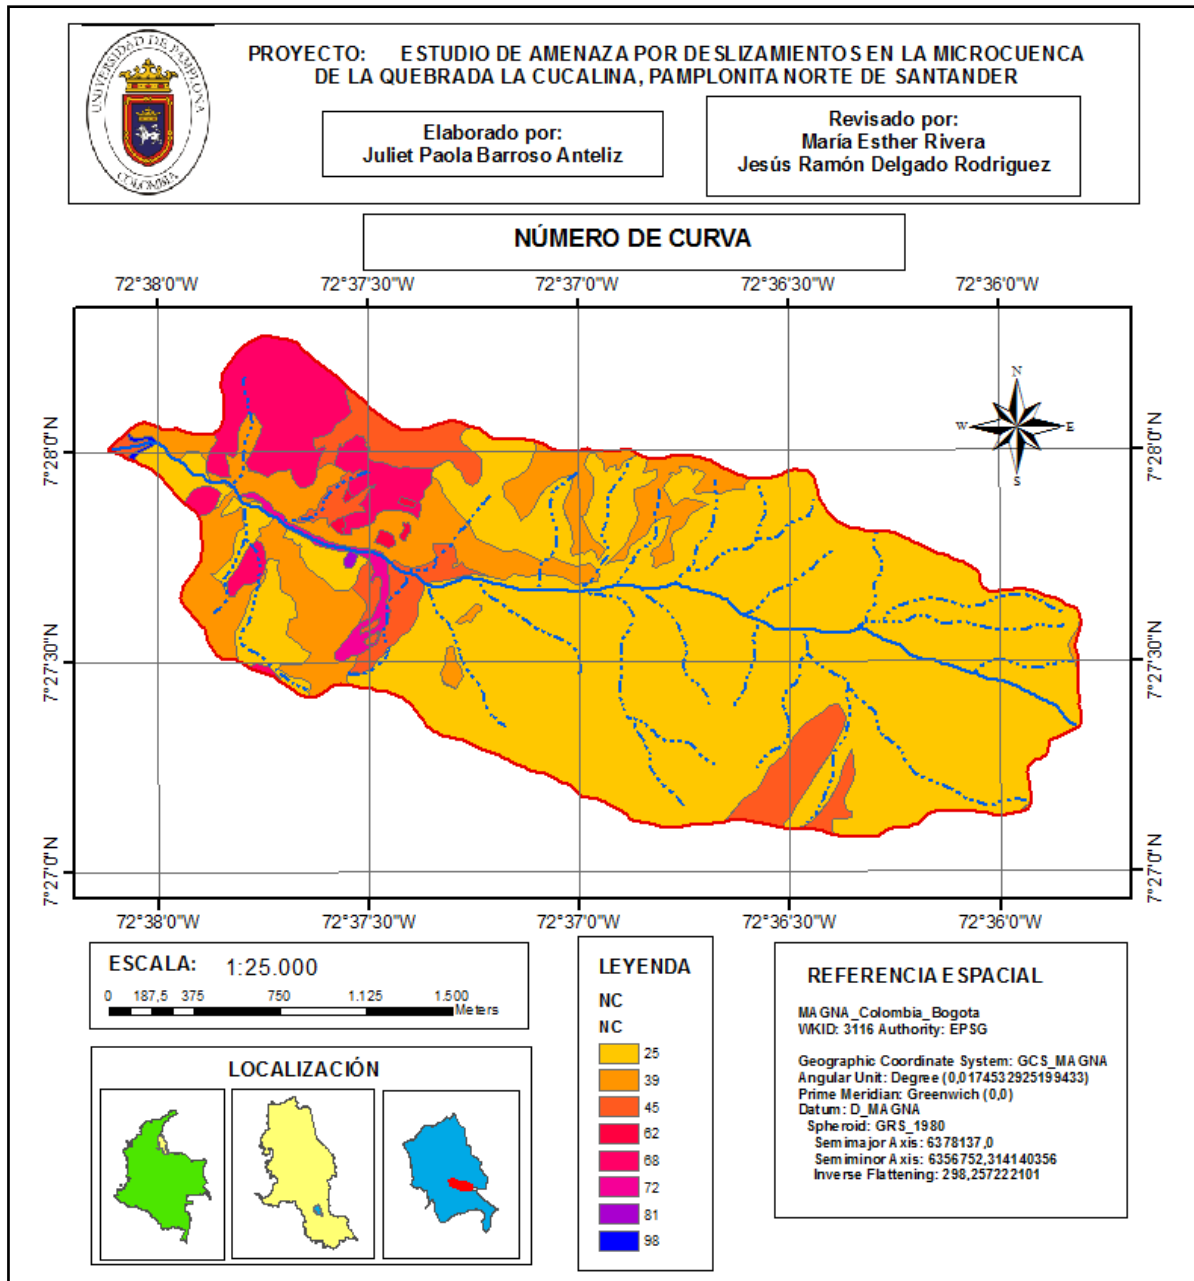 UNIVERSIDAD DE PAMPLONA
COLOMBIA
PROYECTO: ESTUDIO DE AMENAZA POR DESLIZAMIENTOS EN LA MICROCUENCA
DE LA QUEBRADA LA CUCALINA, PAMPLONITA NORTE DE SANTANDER
Elaborado por:
Juliet Paola Barroso Anteliz
Revisado por:
María Esther Rivera
Jesús Ramón Delgado Rodriguez
NÚMERO DE CURVA
72°38'0"W 72°37'30"W 72°37'0"W 72°36'30"W 72°36'0"W
N
W E
S
7°28'0"N 7°28'0"N
7°27'30"N 7°27'30"N
7°27'0"N 7°27'0"N
72°38'0"W 72°37'30"W 72°37'0"W 72°36'30"W 72°36'0"W
ESCALA: 1:25.000
0 187,5 375 750 1.125 1.500
Meters
LOCALIZACIÓN
LEYENDA
NC
NC
25
39
45
62
68
72
81
98
REFERENCIA ESPACIAL
MAGNA_Colombia_Bogota
WKID: 3116 Authority: EPSG
Geographic Coordinate System: GCS_MAGNA
Angular Unit: Degree (0,0174532925199433)
Prime Meridian: Greenwich (0,0)
Datum: D_MAGNA
Spheroid: GRS_1980
Semimajor Axis: 6378137,0
Semiminor Axis: 6356752,314140356
Inverse Flattening: 298,257222101